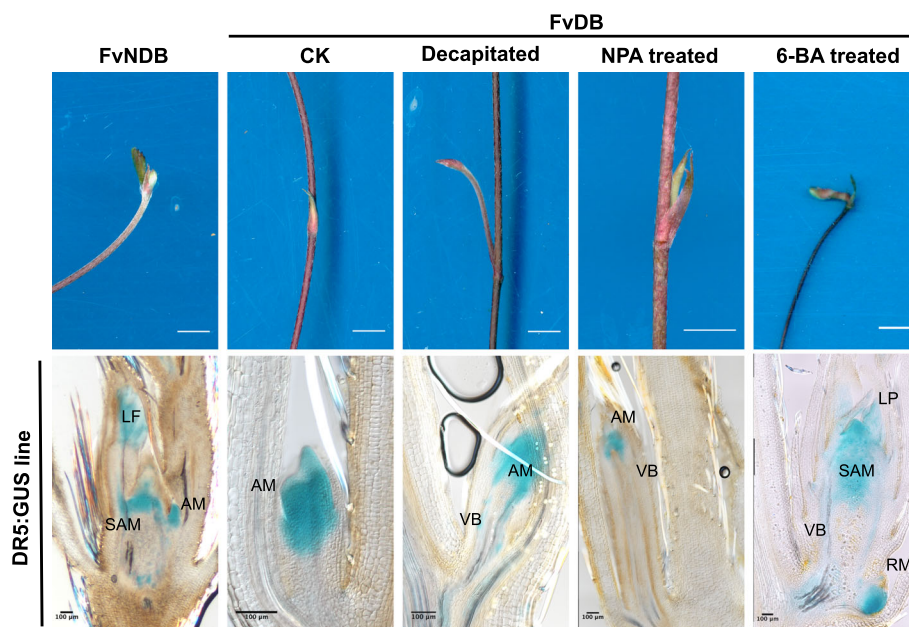 FvDB
FvNDB CK Decapitated NPA treated 6-BA treated
DR5:GUS line
LF
SAM
AM
100 μm
AM
100 μm
AM
VB
100 μm
AM
VB
100 μm
LP
SAM
VB
RM
100 μm